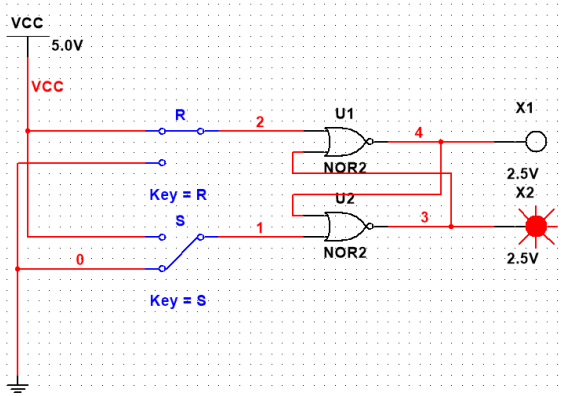 VCC
5.0V
VCC
R
2
U1
4
X1
NOR2
2.5V
Key = R
U2
X2
S
1
3
0
NOR2
2.5V
Key = S